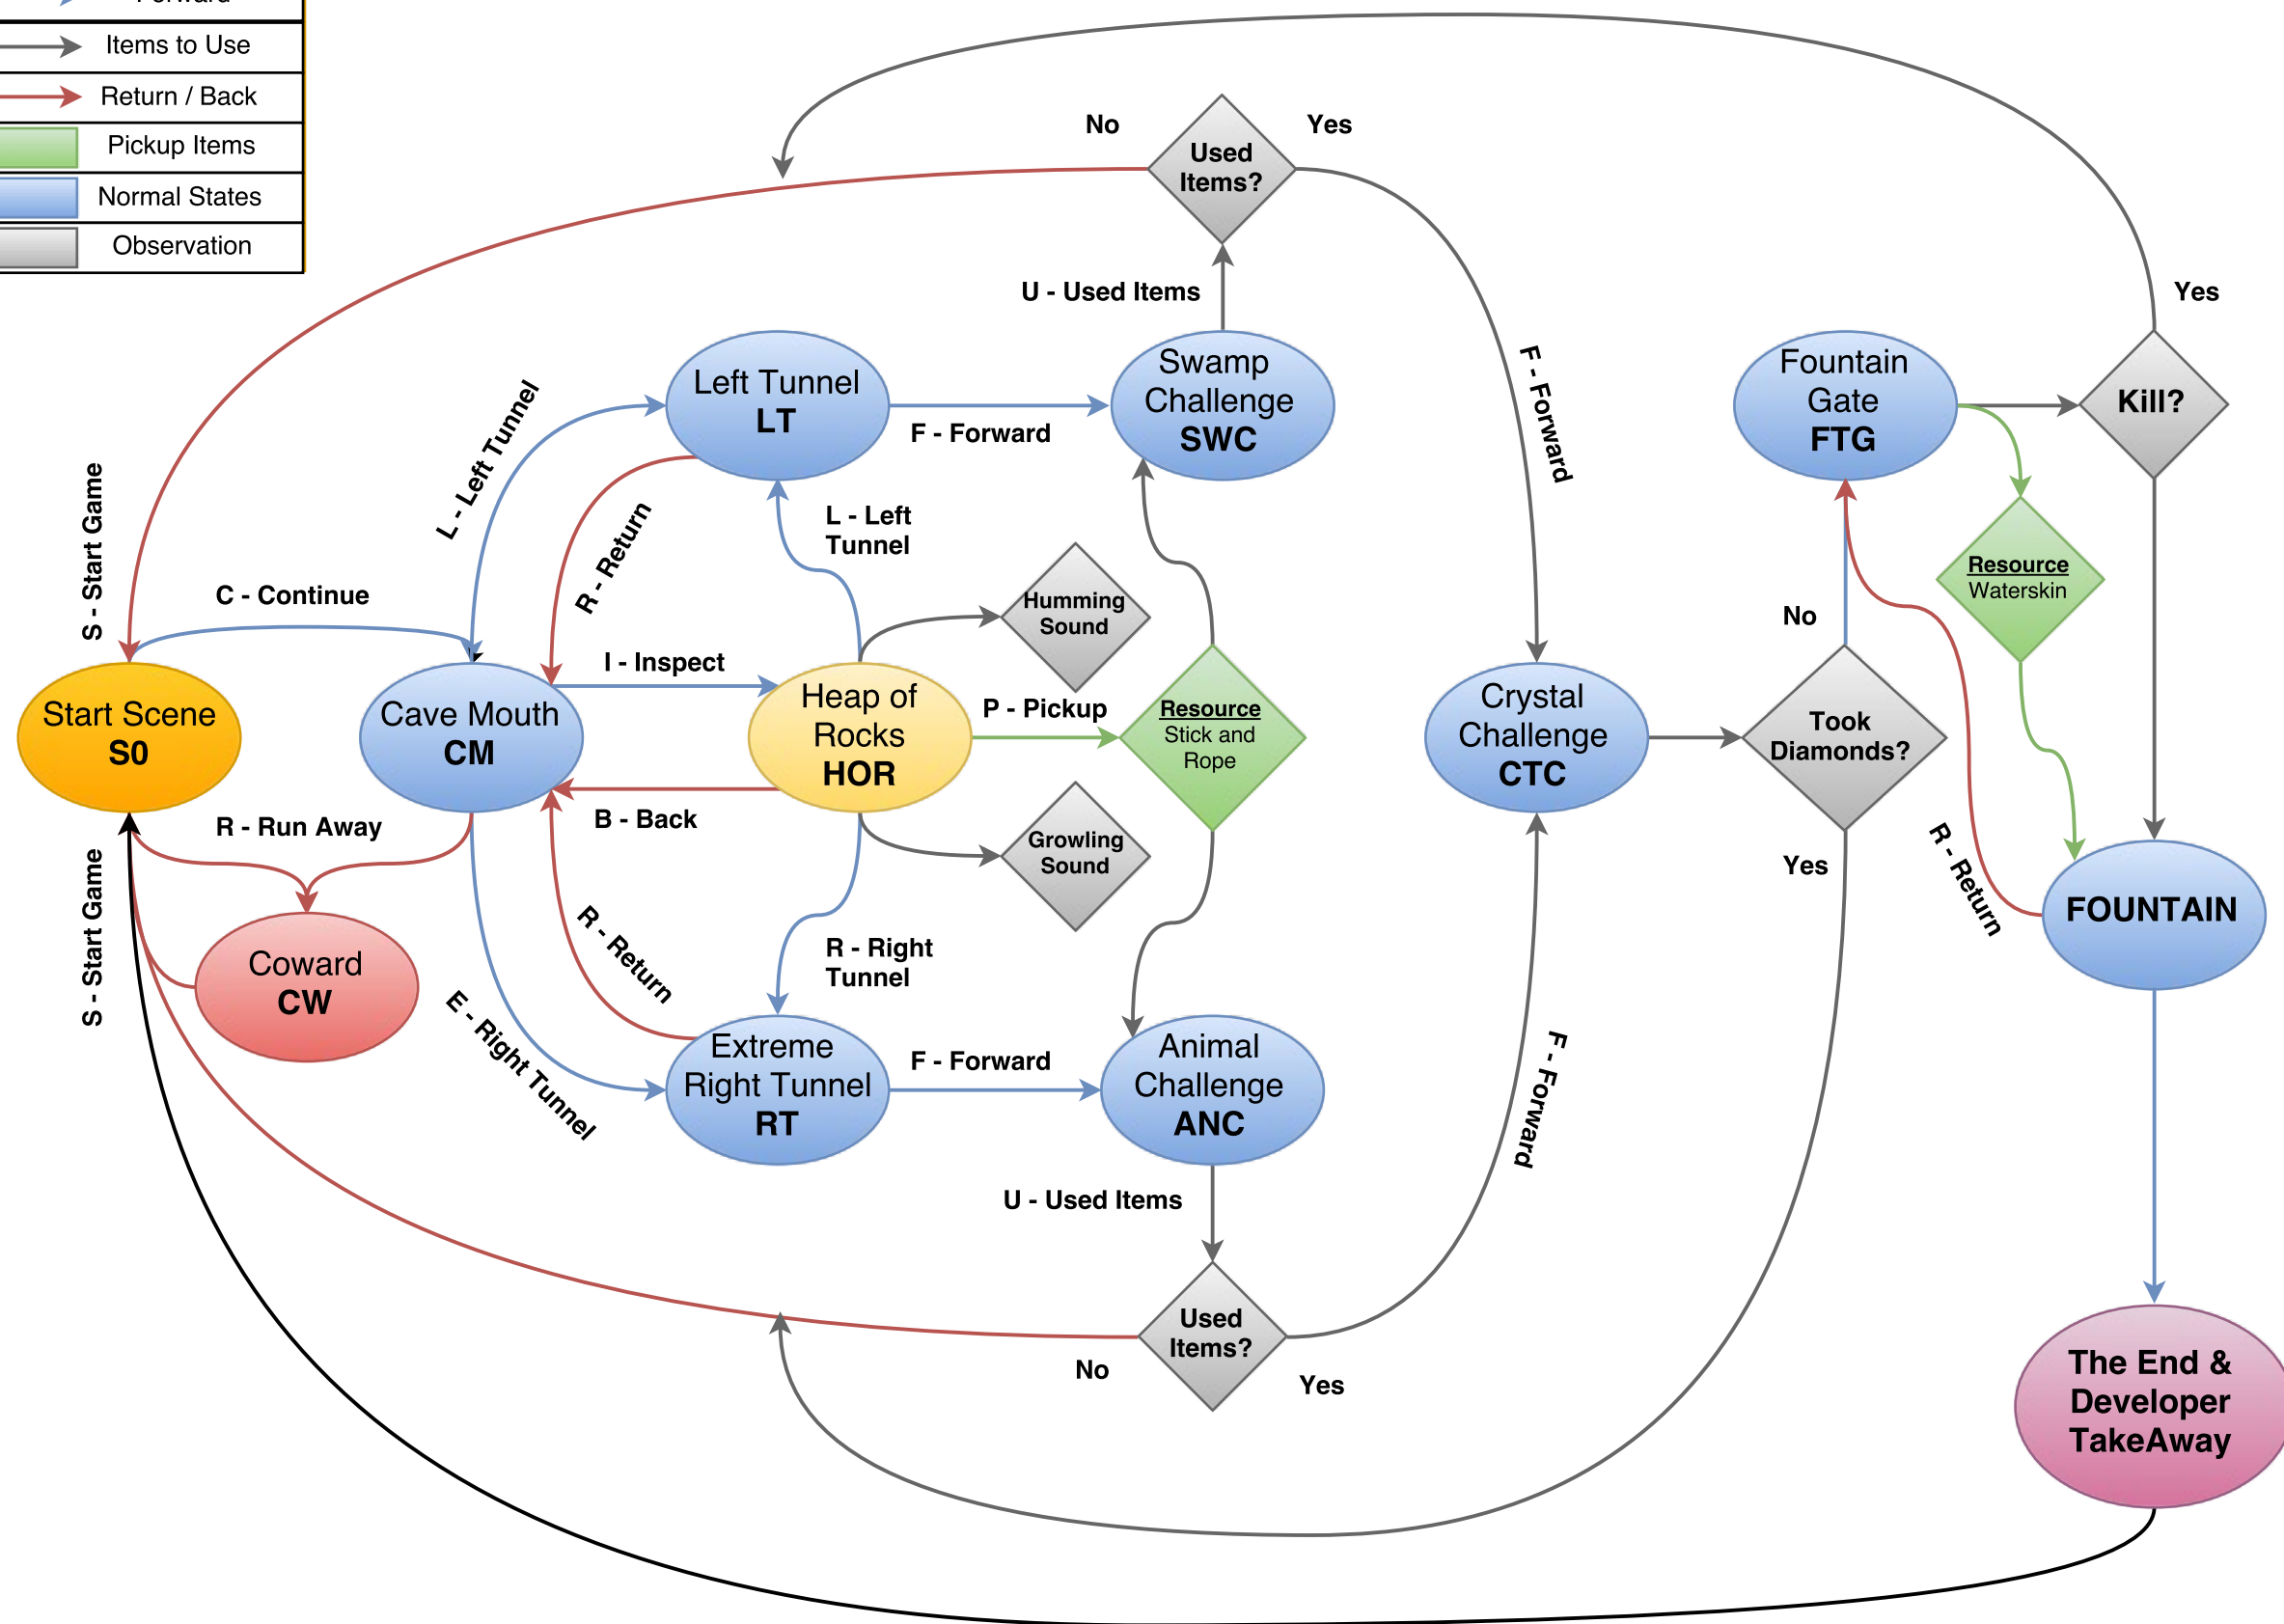 Forward
Items to Use
Return / Back
Pickup Items
Normal States
Observation
No
Yes
Used
Items?
U - Used Items
Yes
Left Tunnel
LT
Swamp
Challenge
SWC
Fountain
Gate
FTG
Kill?
F - Forward
F - Forward
L - Left Tunnel
S - Start Game
R - Return
L - Left
Tunnel
C - Continue
Humming
Sound
Resource
Waterskin
No
I - Inspect
Start Scene
S0
Cave Mouth
CM
Heap of
Rocks
HOR
P - Pickup
Resource
Stick and
Rope
Crystal
Challenge
CTC
Took
Diamonds?
B - Back
R - Run Away
Growling
Sound
Yes
R - Return
FOUNTAIN
S - Start Game
Coward
CW
R - Return
R - Right
Tunnel
E - Right Tunnel
Extreme
Right Tunnel
RT
F - Forward
Animal
Challenge
ANC
F - Forward
U - Used Items
Used
Items?
No
Yes
The End &
Developer
TakeAway